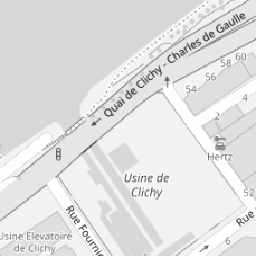 Quai de Clichy - Charles de Gaulle
60
58
56
54
2
Hertz
Usine de
Clichy
52
Rue Fournie
Rue
6
Usine Elevatoire
de Clichy